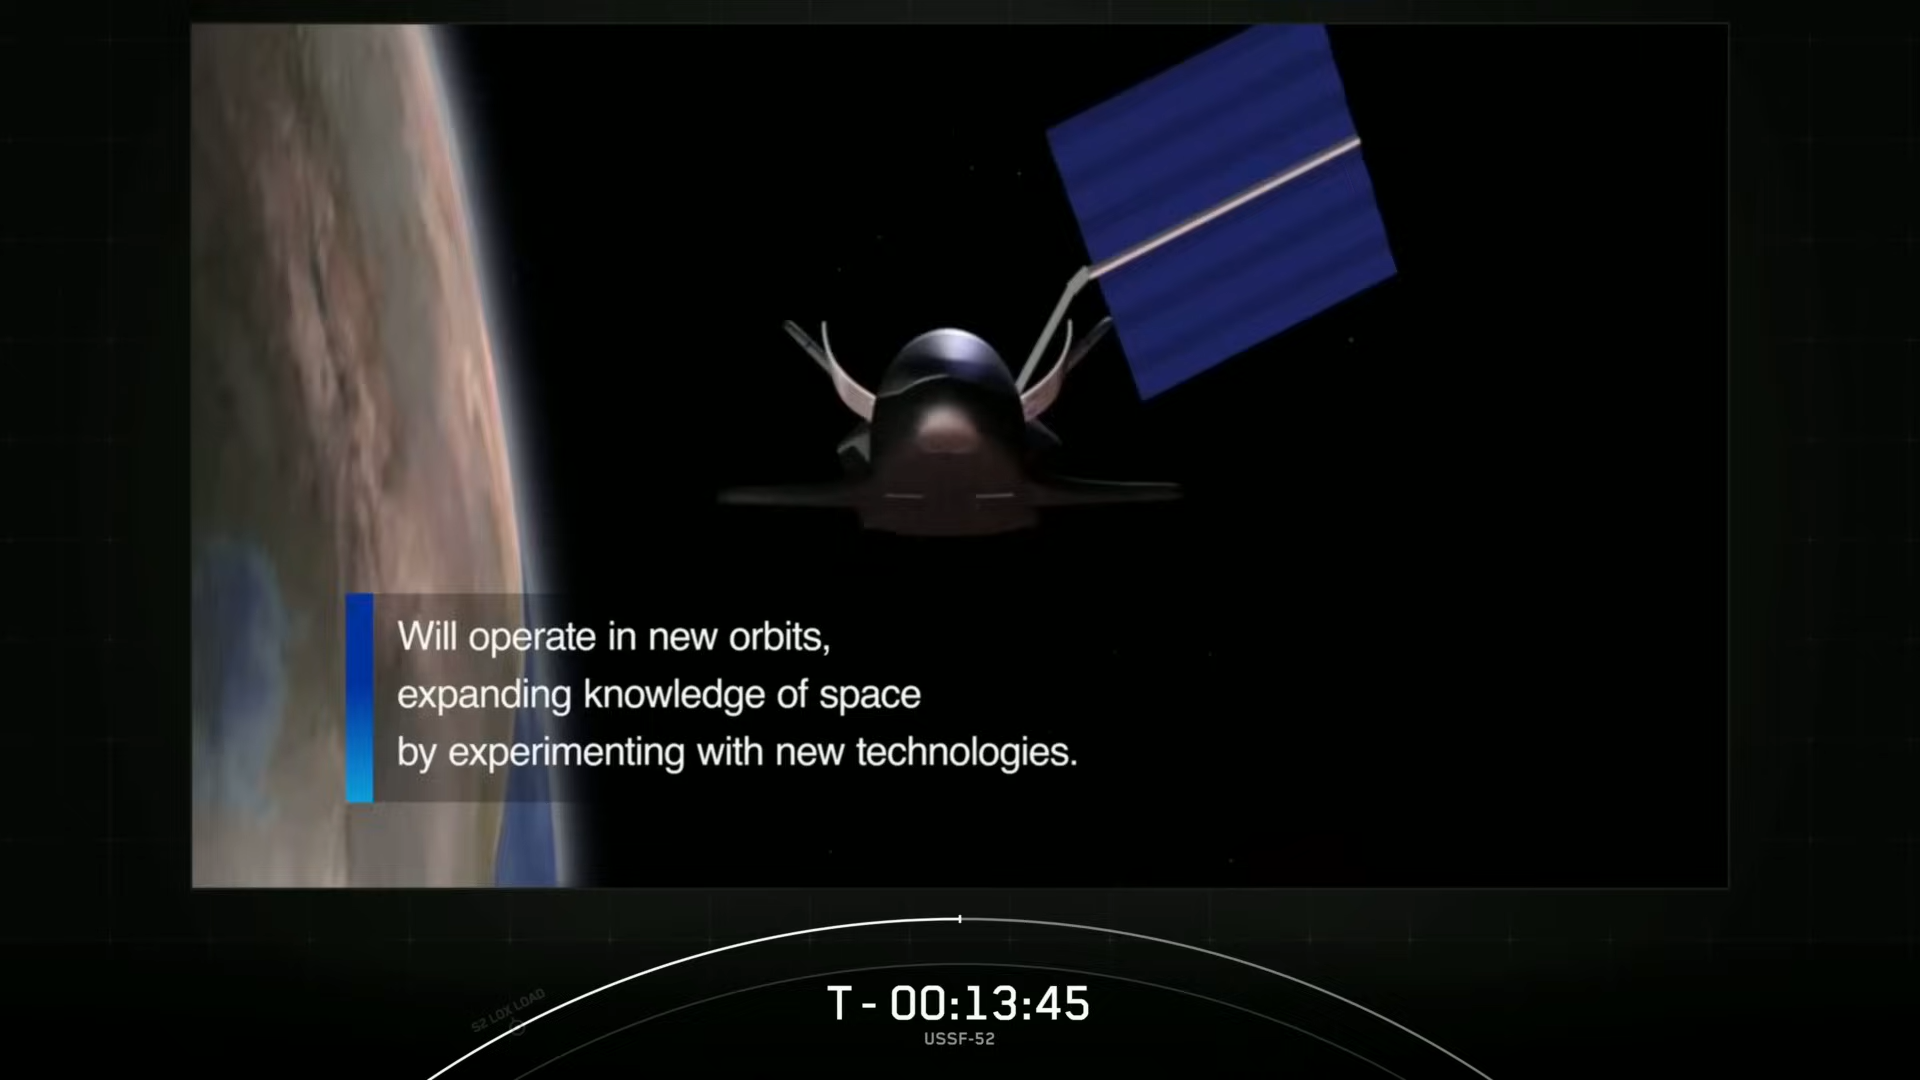 Will operate in new orbits,
expanding knowledge of space
by experimenting with new technologies.
S2 LOX LOAD
T - 00:13:45
USSF-52